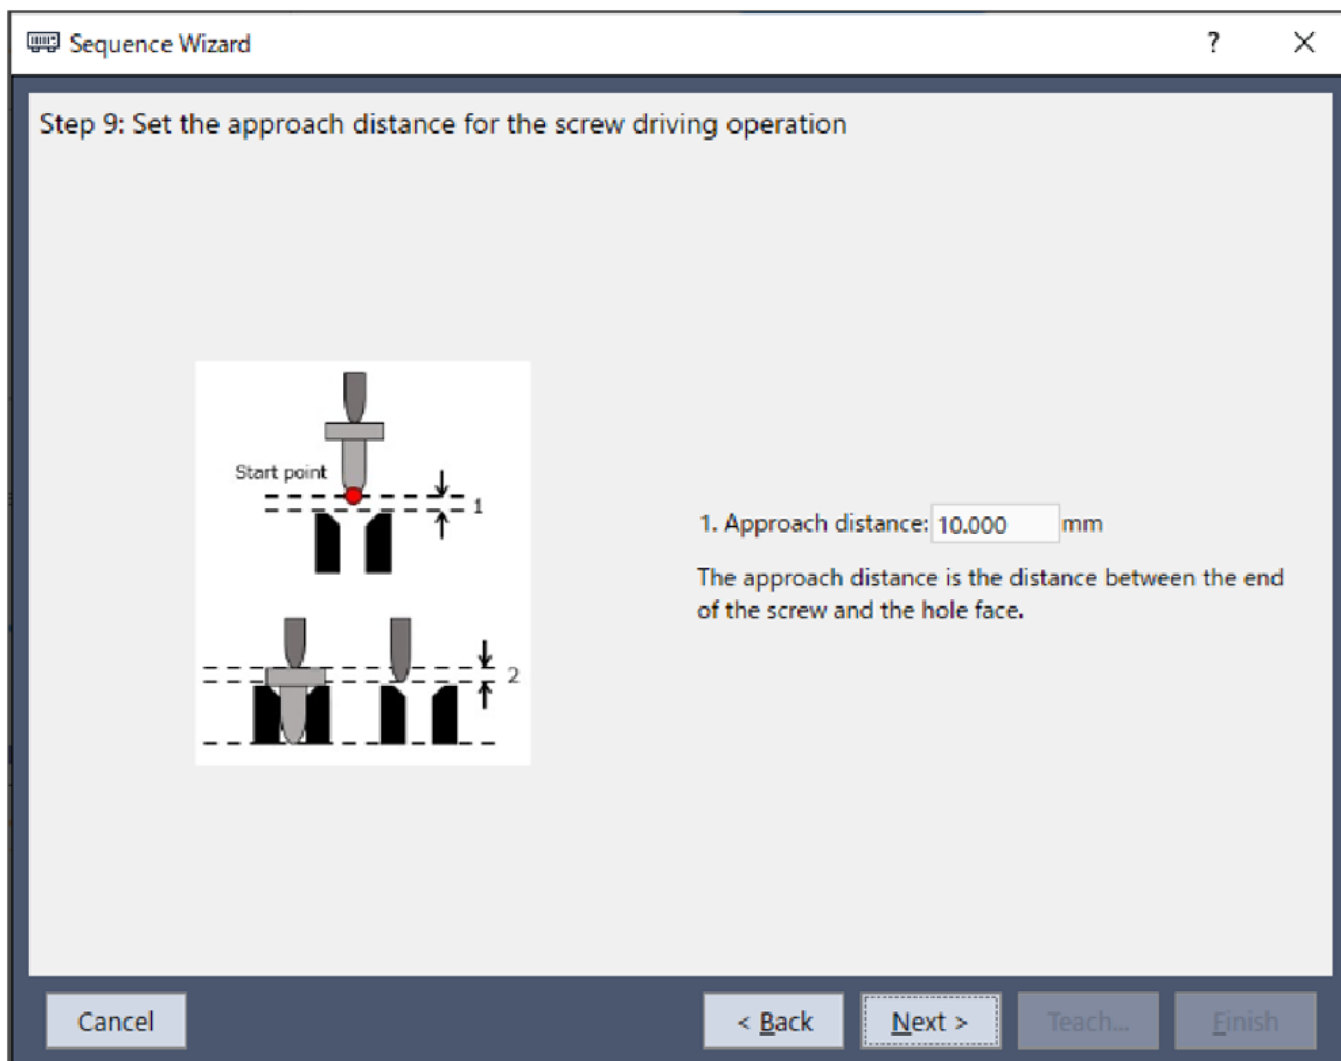 Sequence Wizard
?
Step 9: Set the approach distance for the screw driving operation
Start point
1
2
1. Approach distance: 10.000 mm
The approach distance is the distance between the end
of the screw and the hole face.
Cancel
< Back
Next >
Teach...
Finish